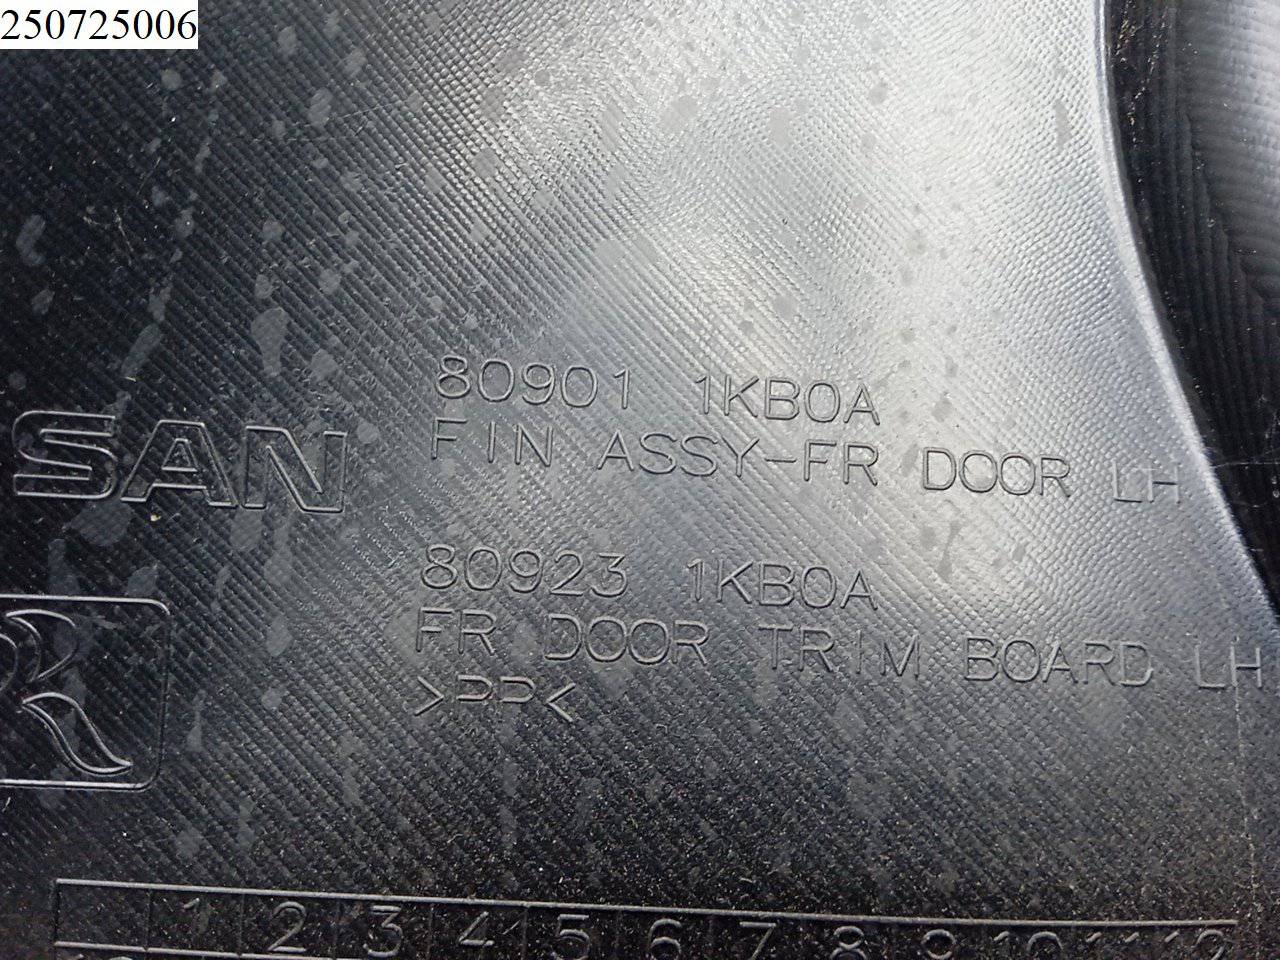 250725006
80901 1KB0A
SAN
FIN ASSY-FR DOOR LH
80923 1KB0A
FR DOOR TRIM BOARD LH
>PP<
1 2 3 4 5 6 7 8 9 10 11 12